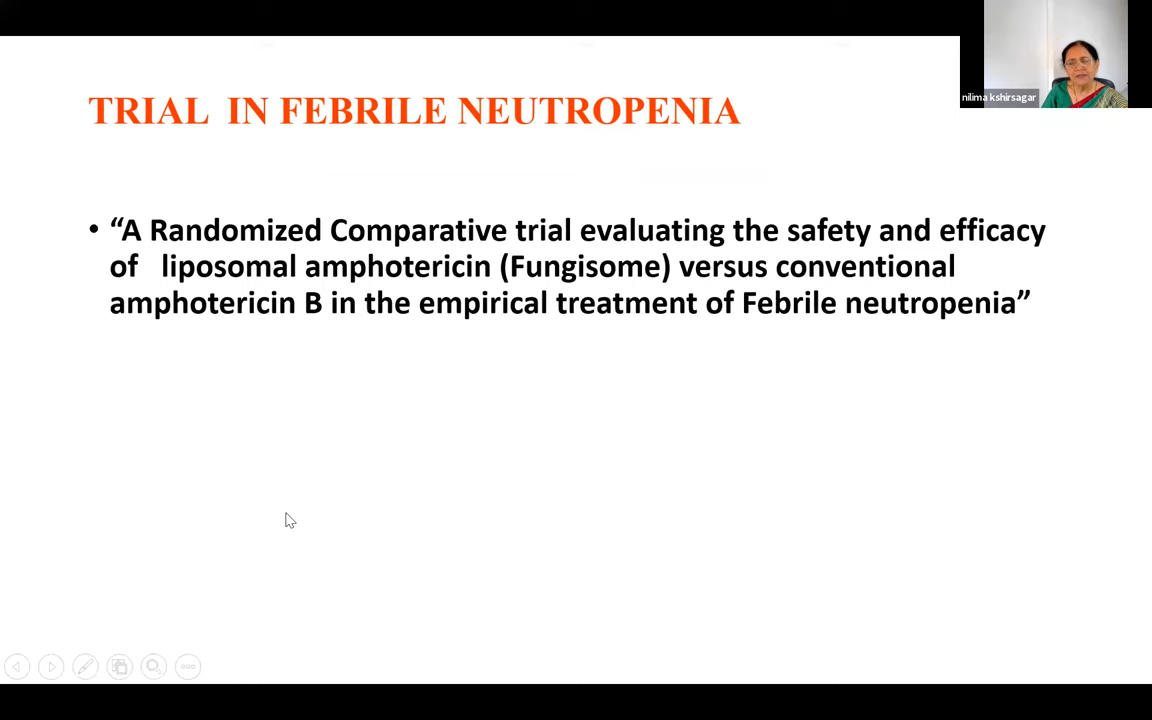 nilima kshirsagar
TRIAL IN FEBRILE NEUTROPENIA
• “A Randomized Comparative trial evaluating the safety and efficacy
of liposomal amphotericin (Fungisome) versus conventional
amphotericin B in the empirical treatment of Febrile neutropenia”